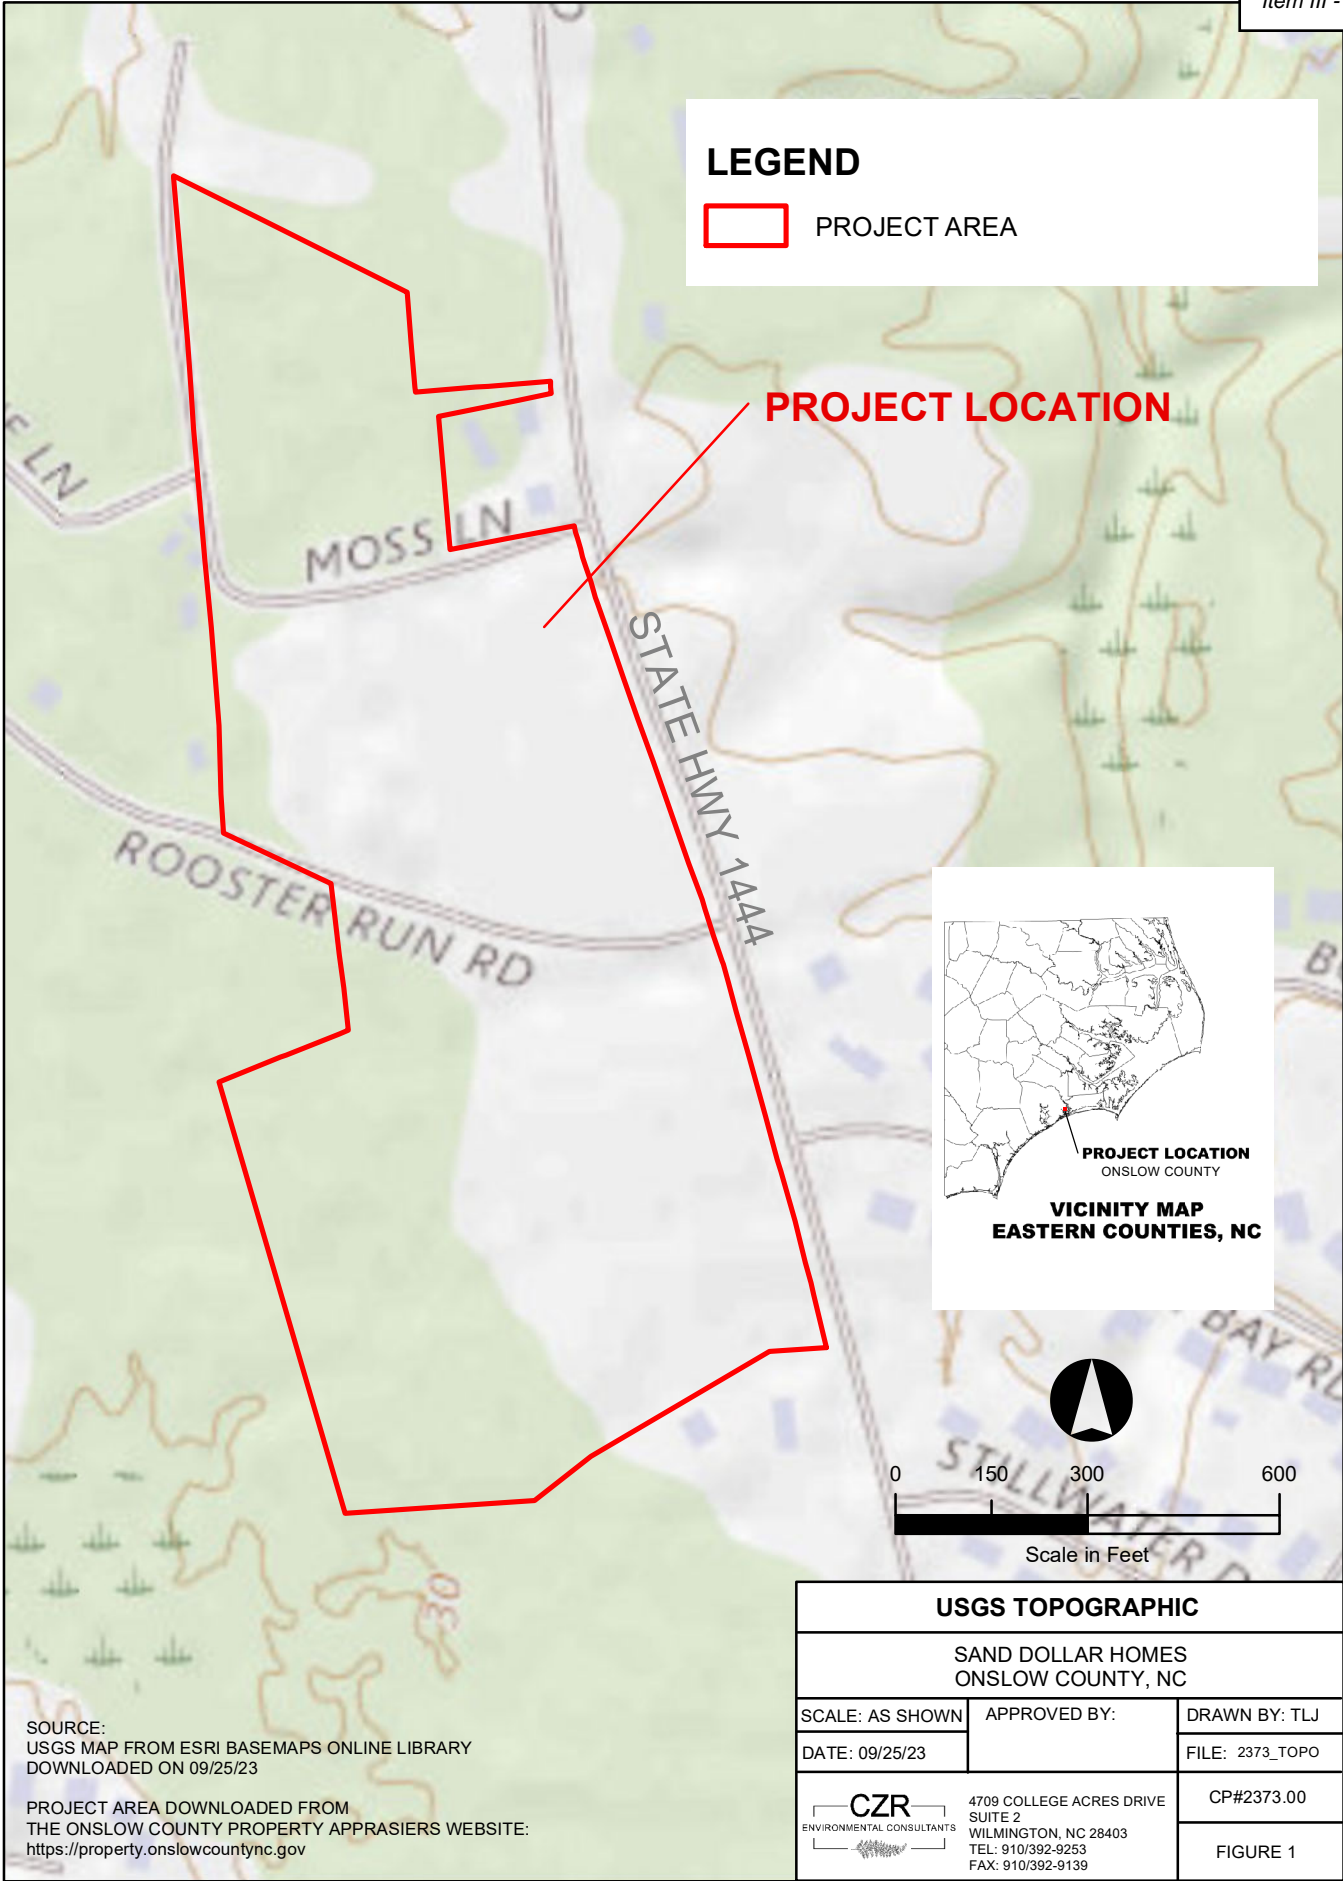 Item III -
LEGEND
PROJECT AREA
PROJECT LOCATION
LN
MOSS LN
STATE HWY 1444
ROOSTER RUN RD
PROJECT LOCATION
ONSLOW COUNTY
VICINITY MAP
EASTERN COUNTIES, NC
BAY RD
STILLWATER D
0 150 300 600
Scale in Feet
30
SOURCE:
USGS MAP FROM ESRI BASEMAPS ONLINE LIBRARY
DOWNLOADED ON 09/25/23
PROJECT AREA DOWNLOADED FROM
THE ONSLOW COUNTY PROPERTY APPRASIERS WEBSITE:
https://property.onslowcountync.gov
USGS TOPOGRAPHIC
SAND DOLLAR HOMES
ONSLOW COUNTY, NC
SCALE: AS SHOWN
APPROVED BY:
DRAWN BY: TLJ
DATE: 09/25/23
FILE: 2373_TOPO
CZR
ENVIRONMENTAL CONSULTANTS
4709 COLLEGE ACRES DRIVE
SUITE 2
WILMINGTON, NC 28403
TEL: 910/392-9253
FAX: 910/392-9139
CP#2373.00
FIGURE 1